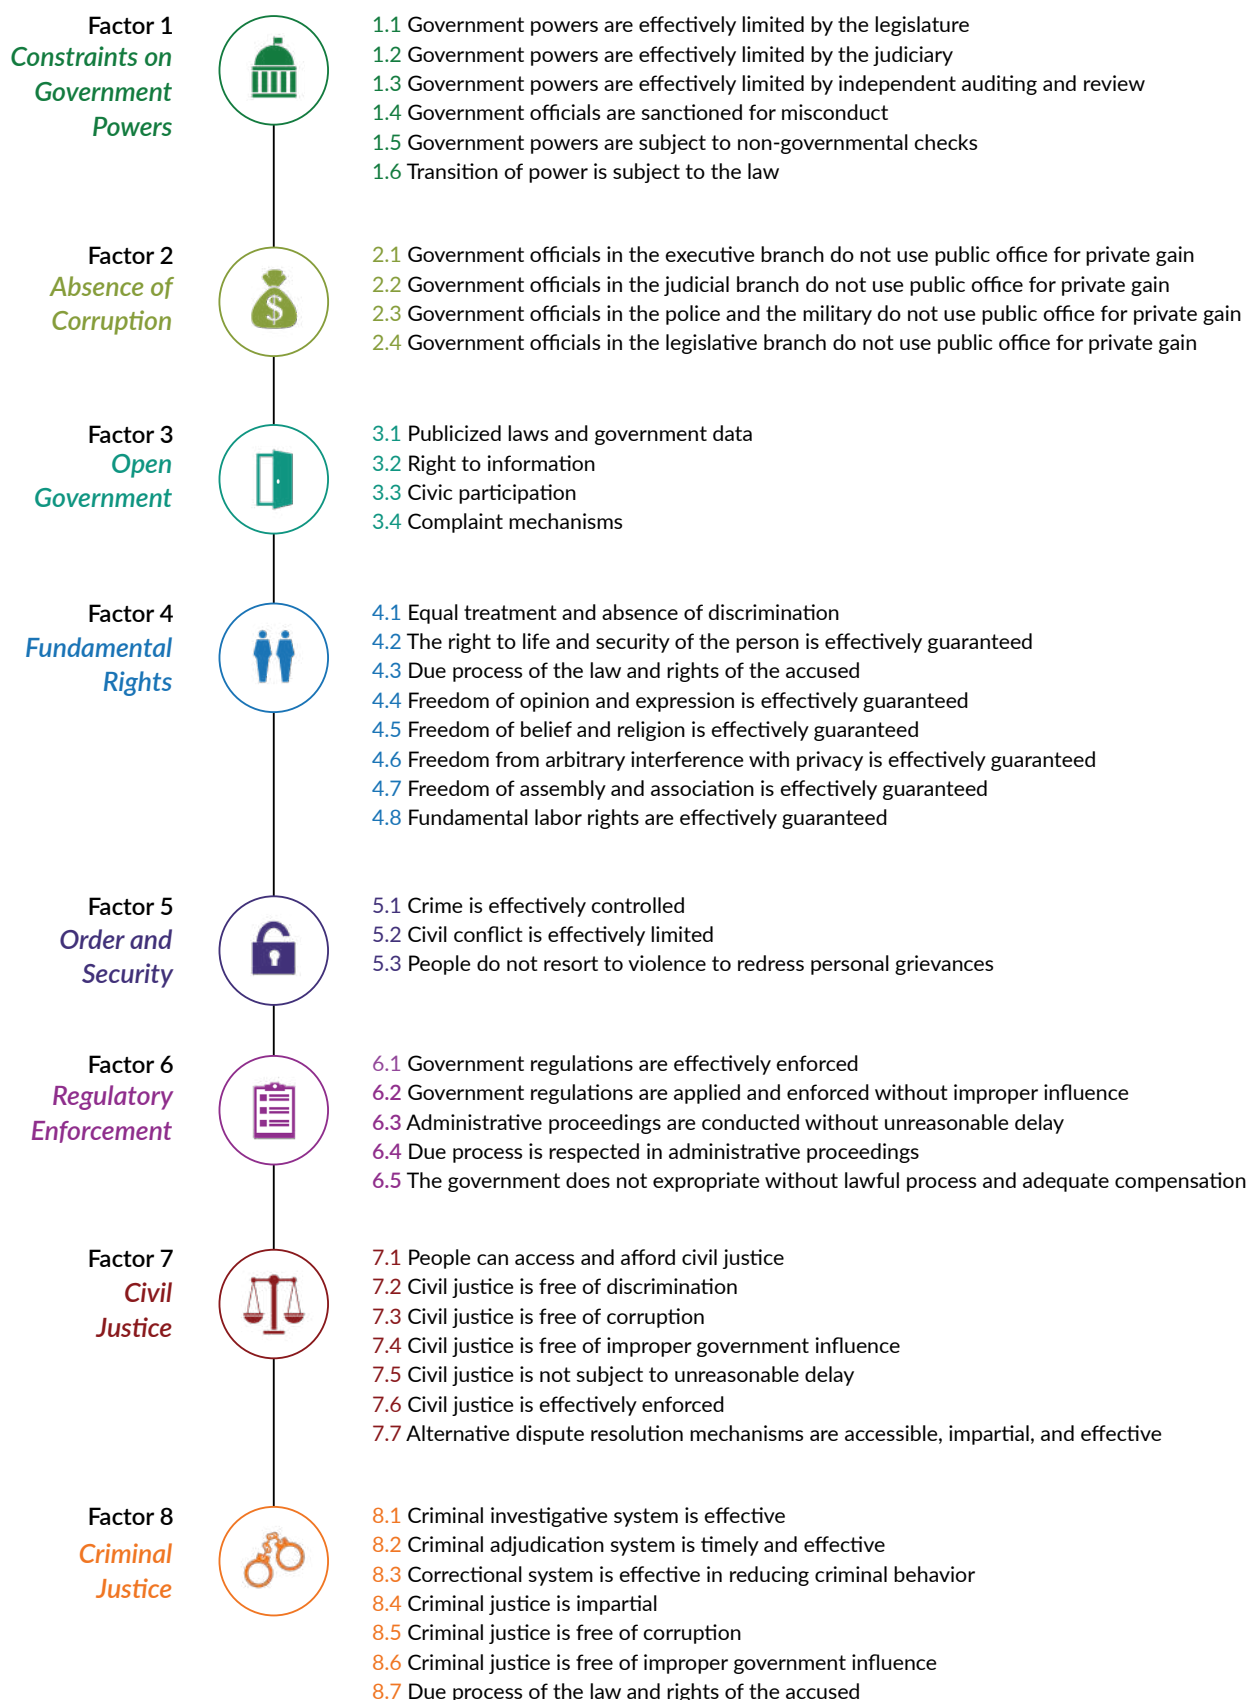 Factor 1
Constraints on
Government
Powers
1.1 Government powers are effectively limited by the legislature
1.2 Government powers are effectively limited by the judiciary
1.3 Government powers are effectively limited by independent auditing and review
1.4 Government officials are sanctioned for misconduct
1.5 Government powers are subject to non-governmental checks
1.6 Transition of power is subject to the law
Factor 2
Absence of
Corruption
$
2.1 Government officials in the executive branch do not use public office for private gain
2.2 Government officials in the judicial branch do not use public office for private gain
2.3 Government officials in the police and the military do not use public office for private gain
2.4 Government officials in the legislative branch do not use public office for private gain
Factor 3
Open
Government
3.1 Publicized laws and government data
3.2 Right to information
3.3 Civic participation
3.4 Complaint mechanisms
Factor 4
Fundamental
Rights
4.1 Equal treatment and absence of discrimination
4.2 The right to life and security of the person is effectively guaranteed
4.3 Due process of the law and rights of the accused
4.4 Freedom of opinion and expression is effectively guaranteed
4.5 Freedom of belief and religion is effectively guaranteed
4.6 Freedom from arbitrary interference with privacy is effectively guaranteed
4.7 Freedom of assembly and association is effectively guaranteed
4.8 Fundamental labor rights are effectively guaranteed
Factor 5
Order and
Security
5.1 Crime is effectively controlled
5.2 Civil conflict is effectively limited
5.3 People do not resort to violence to redress personal grievances
Factor 6
Regulatory
Enforcement
6.1 Government regulations are effectively enforced
6.2 Government regulations are applied and enforced without improper influence
6.3 Administrative proceedings are conducted without unreasonable delay
6.4 Due process is respected in administrative proceedings
6.5 The government does not expropriate without lawful process and adequate compensation
Factor 7
Civil
Justice
7.1 People can access and afford civil justice
7.2 Civil justice is free of discrimination
7.3 Civil justice is free of corruption
7.4 Civil justice is free of improper government influence
7.5 Civil justice is not subject to unreasonable delay
7.6 Civil justice is effectively enforced
7.7 Alternative dispute resolution mechanisms are accessible, impartial, and effective
Factor 8
Criminal
Justice
8.1 Criminal investigative system is effective
8.2 Criminal adjudication system is timely and effective
8.3 Correctional system is effective in reducing criminal behavior
8.4 Criminal justice is impartial
8.5 Criminal justice is free of corruption
8.6 Criminal justice is free of improper government influence
8.7 Due process of the law and rights of the accused